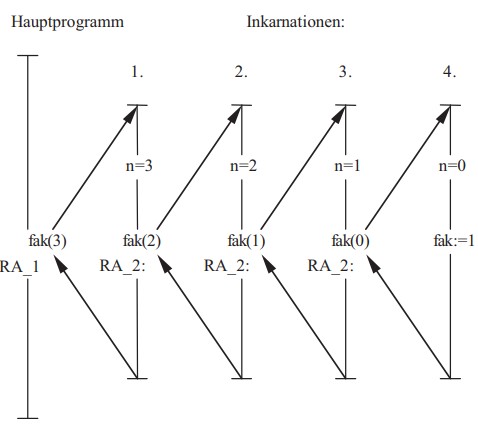 Hauptprogramm Inkarnationen:
1. 2. 3. 4.
n=3 n=2 n=1 n=0
fak(3) fak(2) fak(1) fak(0) fak:=1
RA_1 RA_2: RA_2: RA_2: